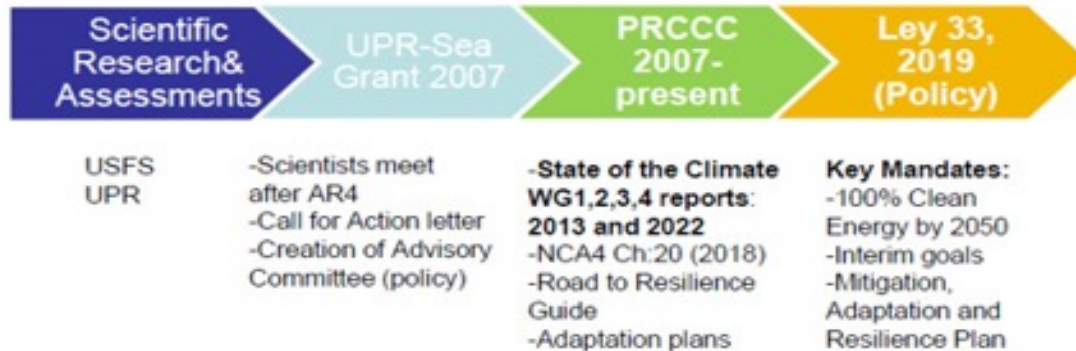 Scientific
Research&
Assessments
UPR-Sea
Grant 2007
PRCCC
2007-
present
Ley 33,
2019
(Policy)
USFS
UPR
-Scientists meet
after AR4
-Call for Action letter
-Creation of Advisory
Committee (policy)
-State of the Climate
WG1,2,3,4 reports:
2013 and 2022
-NCA4 Ch:20 (2018)
-Road to Resilience
Guide
-Adaptation plans
Key Mandates:
-100% Clean
Energy by 2050
-Interim goals
-Mitigation,
Adaptation and
Resilience Plan